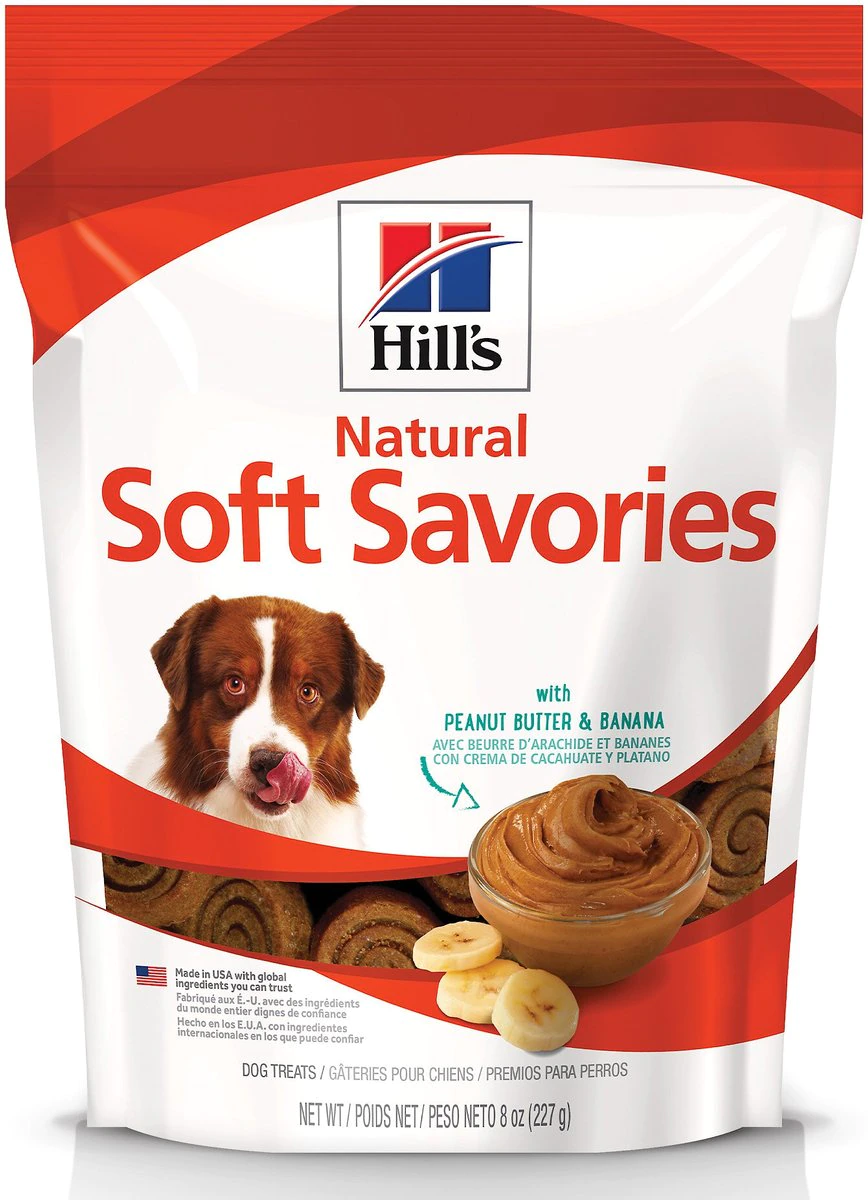 Hill's
Natural
Soft Savories
with
PEANUT BUTTER & BANANA
AVEC BEURRE D'ARACHIDE ET BANANES
CON CREMA DE CACAHUATE Y PLATANO
Made in USA with global
ingredients you can trust
Fabriqué aux É.-U. avec des ingrédients
du monde entier dignes de confiance
Hecho en los E.U.A. con ingredientes
internacionales en los que puede confiar
DOG TREATS / GÂTERIES POUR CHIENS / PREMIOS PARA PERROS
NET WT / POIDS NET / PESO NETO 8 oz (227 g)